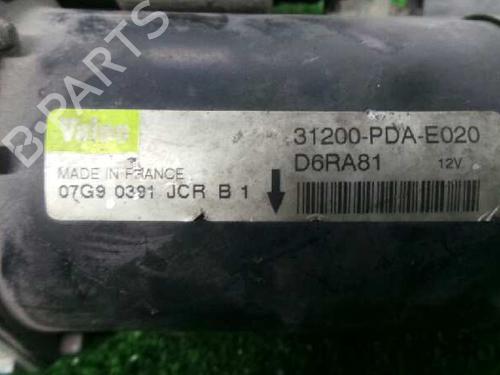 B-PARTS
Valeo
31200-PDA-E020
D6RA81 12V
MADE IN FRANCE
07G9 0391 JCR B 1